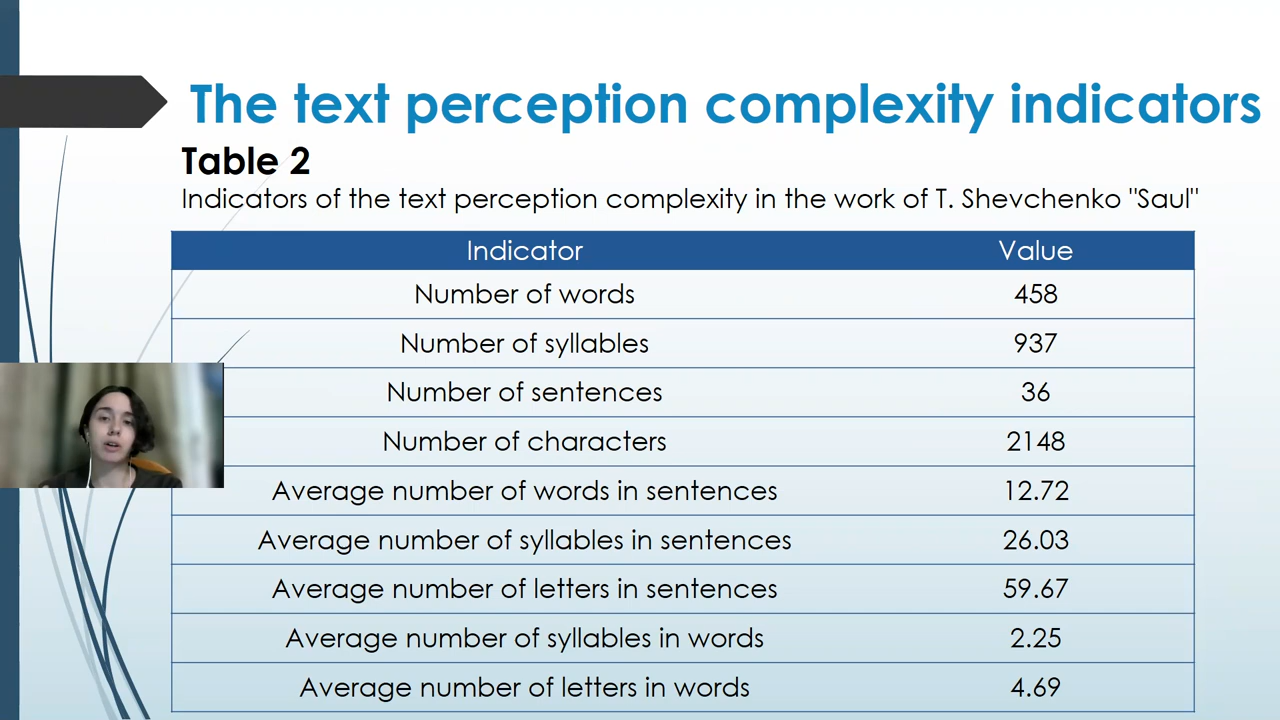 The text perception complexity indicators
Table 2
Indicators of the text perception complexity in the work of T. Shevchenko "Saul"
Indicator Value
Number of words 458
Number of syllables 937
Number of sentences 36
Number of characters 2148
Average number of words in sentences 12.72
Average number of syllables in sentences 26.03
Average number of letters in sentences 59.67
Average number of syllables in words 2.25
Average number of letters in words 4.69